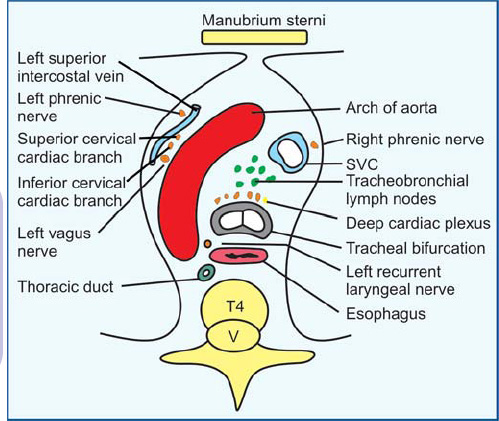 Manubrium sterni
Left superior
intercostal vein
Left phrenic
nerve
Superior cervical
cardiac branch
Inferior cervical
cardiac branch
Left vagus
nerve
Thoracic duct
Arch of aorta
Right phrenic nerve
SVC
Tracheobronchial
lymph nodes
Deep cardiac plexus
Tracheal bifurcation
Left recurrent
laryngeal nerve
Esophagus
T4
V